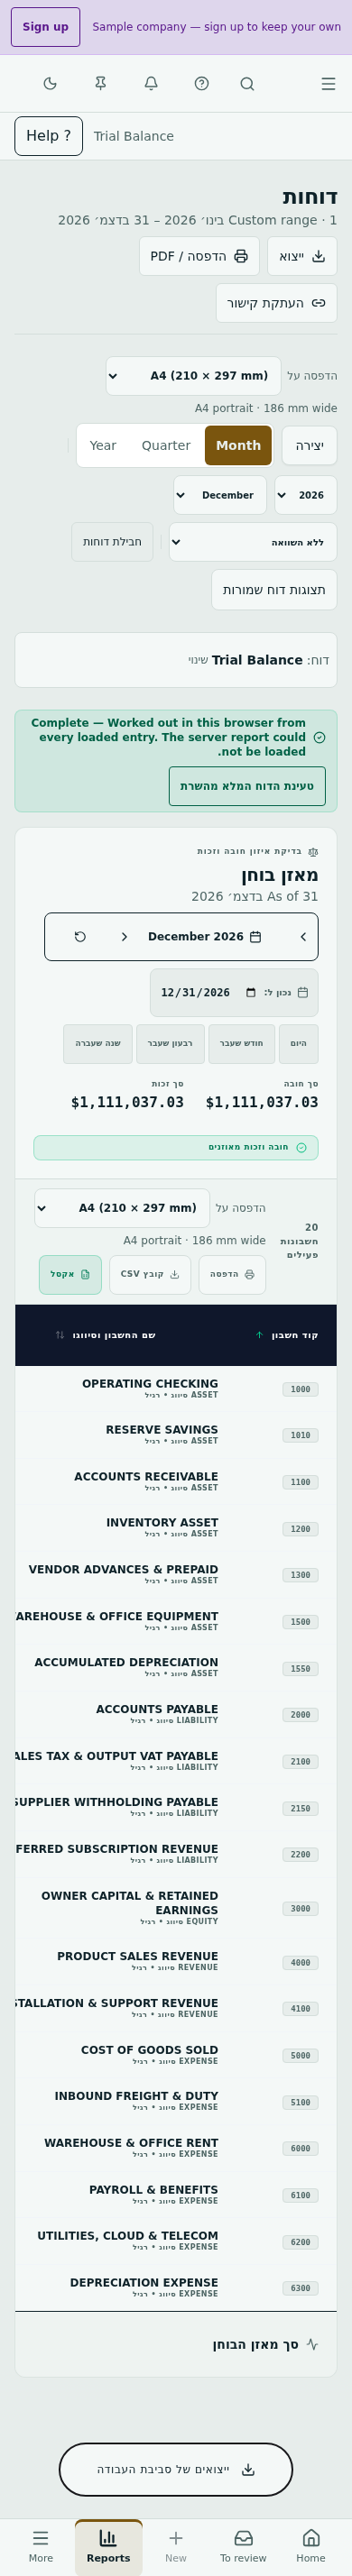 Sample company — sign up to keep your own
Sign up
Trial Balance
Help ?
דוחות
Custom range · 1 בינו׳ 2026 – 31 בדצמ׳ 2026
ייצוא
הדפסה / PDF
העתקת קישור
הדפסה על
A4 (210 × 297 mm)
A4 portrait · 186 mm wide
יצירה
Month
Quarter
Year
2026
December
ללא השוואה
חבילת דוחות
תצוגות דוח שמורות
דוח: Trial Balance שינוי
Complete — Worked out in this browser from
every loaded entry. The server report could
not be loaded.
טעינת הדוח המלא מהשרת
בדיקת איזון חובה וזכות
מאזן בוחן
As of 31 בדצמ׳ 2026
December 2026
נכון ל:
12/31/2026
היום
חודש שעבר
רבעון שעבר
שנה שעברה
סך חובה
$1,111,037.03
סך זכות
$1,111,037.03
חובה וזכות מאוזנים
20
חשבונות
פעילים
הדפסה על
A4 (210 × 297 mm)
A4 portrait · 186 mm wide
הדפסה
קובץ CSV
אקסל
קוד חשבון
שם החשבון וסיווגו
1000
OPERATING CHECKING
ASSET סיווג • רגיל
1010
RESERVE SAVINGS
ASSET סיווג • רגיל
1100
ACCOUNTS RECEIVABLE
ASSET סיווג • רגיל
1200
INVENTORY ASSET
ASSET סיווג • רגיל
1300
VENDOR ADVANCES & PREPAID
ASSET סיווג • רגיל
1500
AREHOUSE & OFFICE EQUIPMENT
ASSET סיווג • רגיל
1550
ACCUMULATED DEPRECIATION
ASSET סיווג • רגיל
2000
ACCOUNTS PAYABLE
LIABILITY סיווג • רגיל
2100
ALES TAX & OUTPUT VAT PAYABLE
LIABILITY סיווג • רגיל
2150
SUPPLIER WITHHOLDING PAYABLE
LIABILITY סיווג • רגיל
2200
FERRED SUBSCRIPTION REVENUE
LIABILITY סיווג • רגיל
3000
OWNER CAPITAL & RETAINED
EARNINGS
EQUITY סיווג • רגיל
4000
PRODUCT SALES REVENUE
REVENUE סיווג • רגיל
4100
STALLATION & SUPPORT REVENUE
REVENUE סיווג • רגיל
5000
COST OF GOODS SOLD
EXPENSE סיווג • רגיל
5100
INBOUND FREIGHT & DUTY
EXPENSE סיווג • רגיל
6000
WAREHOUSE & OFFICE RENT
EXPENSE סיווג • רגיל
6100
PAYROLL & BENEFITS
EXPENSE סיווג • רגיל
6200
UTILITIES, CLOUD & TELECOM
EXPENSE סיווג • רגיל
6300
DEPRECIATION EXPENSE
EXPENSE סיווג • רגיל
סך מאזן הבוחן
ייצואים של סביבת העבודה
Home
To review
New
Reports
More